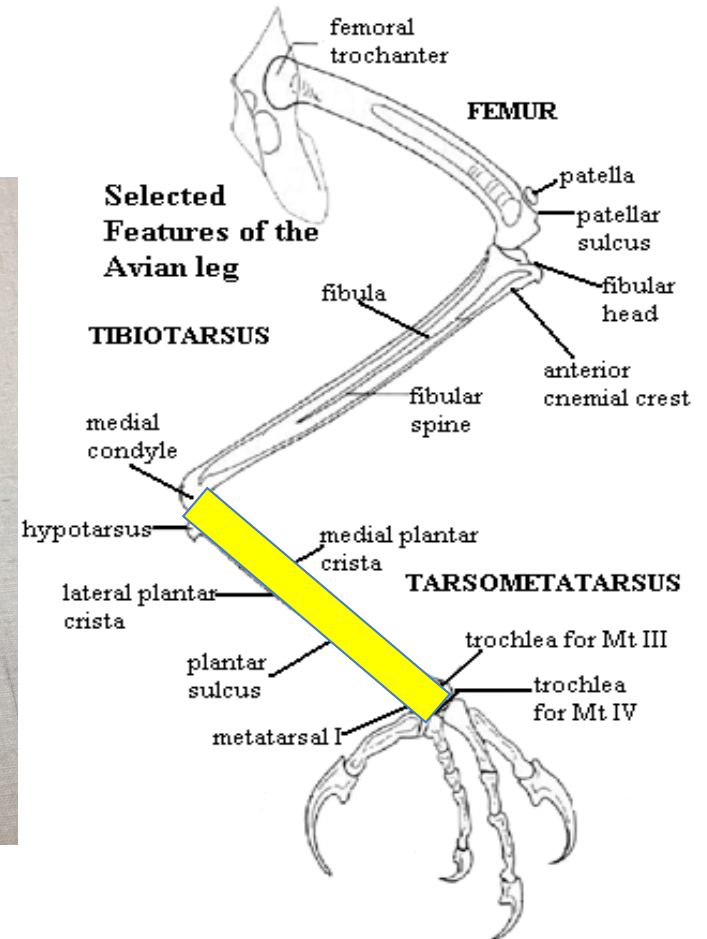 femoral
trochanter
FEMUR
patella
patellar
sulcus
Selected
Features of the
Avian leg
fibular
head
fibula
TIBIOTARSUS
anterior
cnemial crest
fibular
spine
medial
condyle
hypotarsus
medial plantar
crista
TARSOMETATARSUS
lateral plantar
crista
trochlea for Mt III
plantar
sulcus
trochlea
for Mt IV
metatarsal I